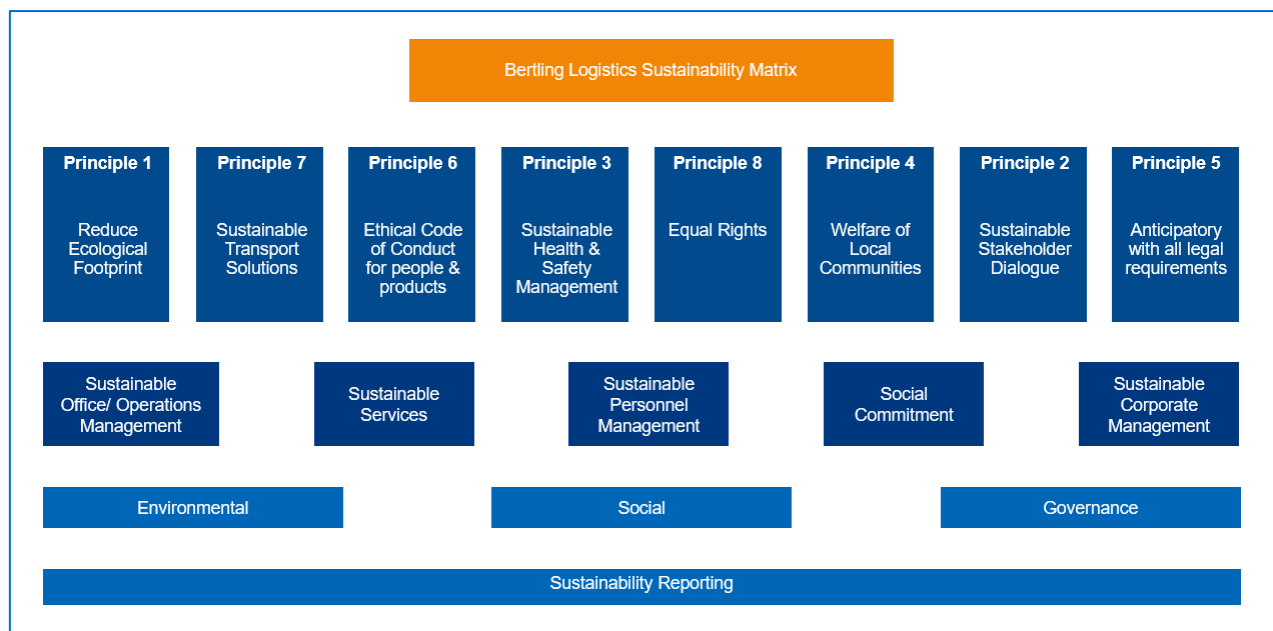 Bertling Logistics Sustainability Matrix
Principle 1
Reduce
Ecological
Footprint
Principle 7
Sustainable
Transport
Solutions
Principle 6
Ethical Code
of Conduct
for people &
products
Principle 3
Sustainable
Health &
Safety
Management
Principle 8
Equal Rights
Principle 4
Welfare of
Local
Communities
Principle 2
Sustainable
Stakeholder
Dialogue
Principle 5
Anticipatory
with all legal
requirements
Sustainable
Office/ Operations
Management
Sustainable
Services
Sustainable
Personnel
Management
Social
Commitment
Sustainable
Corporate
Management
Environmental
Social
Governance
Sustainability Reporting